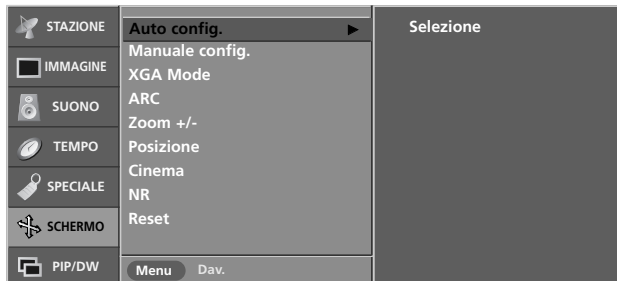 STAZIONE
IMMAGINE
SUONO
TEMPO
SPECIALE
SCHERMO
PIP/DW
Auto config.
Manuale config.
XGA Mode
ARC
Zoom +/-
Posizione
Cinema
NR
Reset
Menu Dav.
Selezione